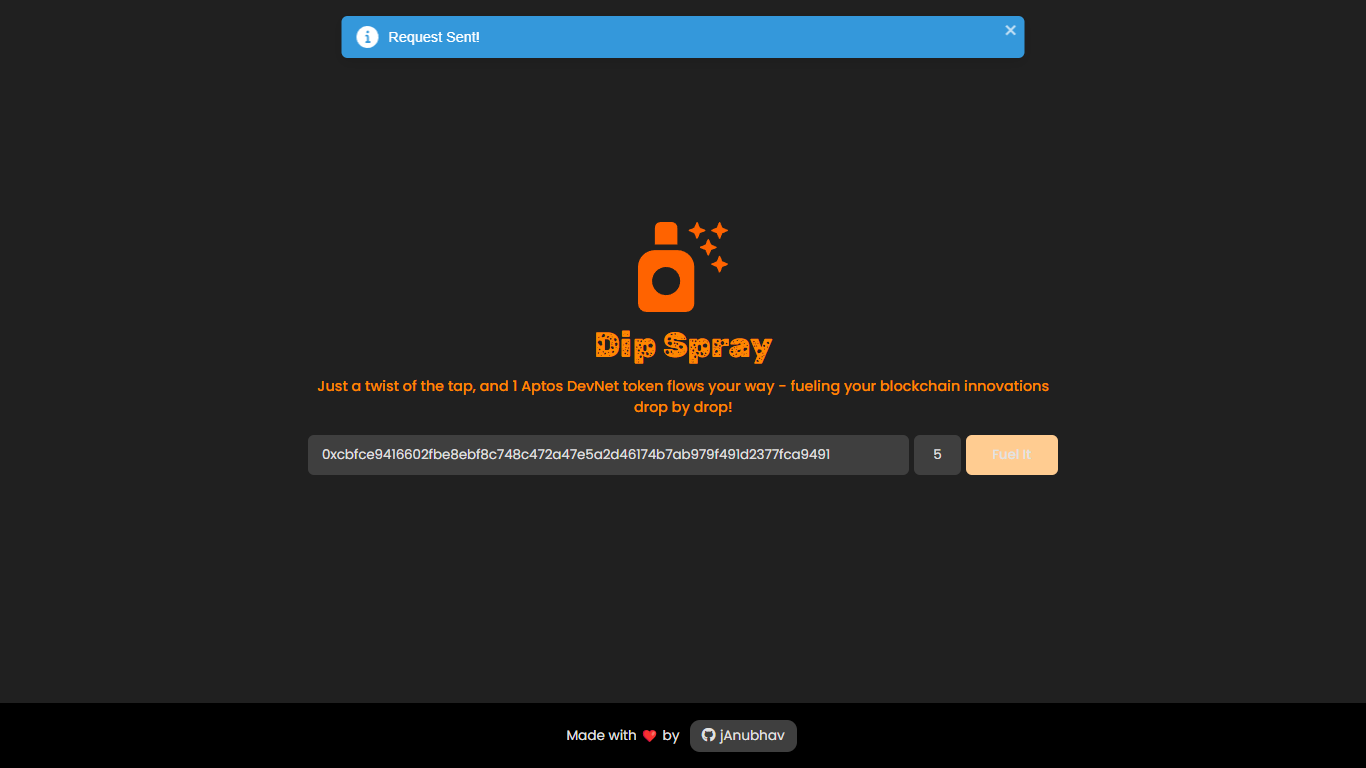 Request Sent!
Dip Spray
Just a twist of the tap, and 1 Aptos DevNet token flows your way - fueling your blockchain innovations
drop by drop!
0xcbfce9416602fbe8ebf8c748c472a47e5a2d46174b7ab979f491d2377fca9491 5 Fuel It
Made with ❤️ by jAnubhav